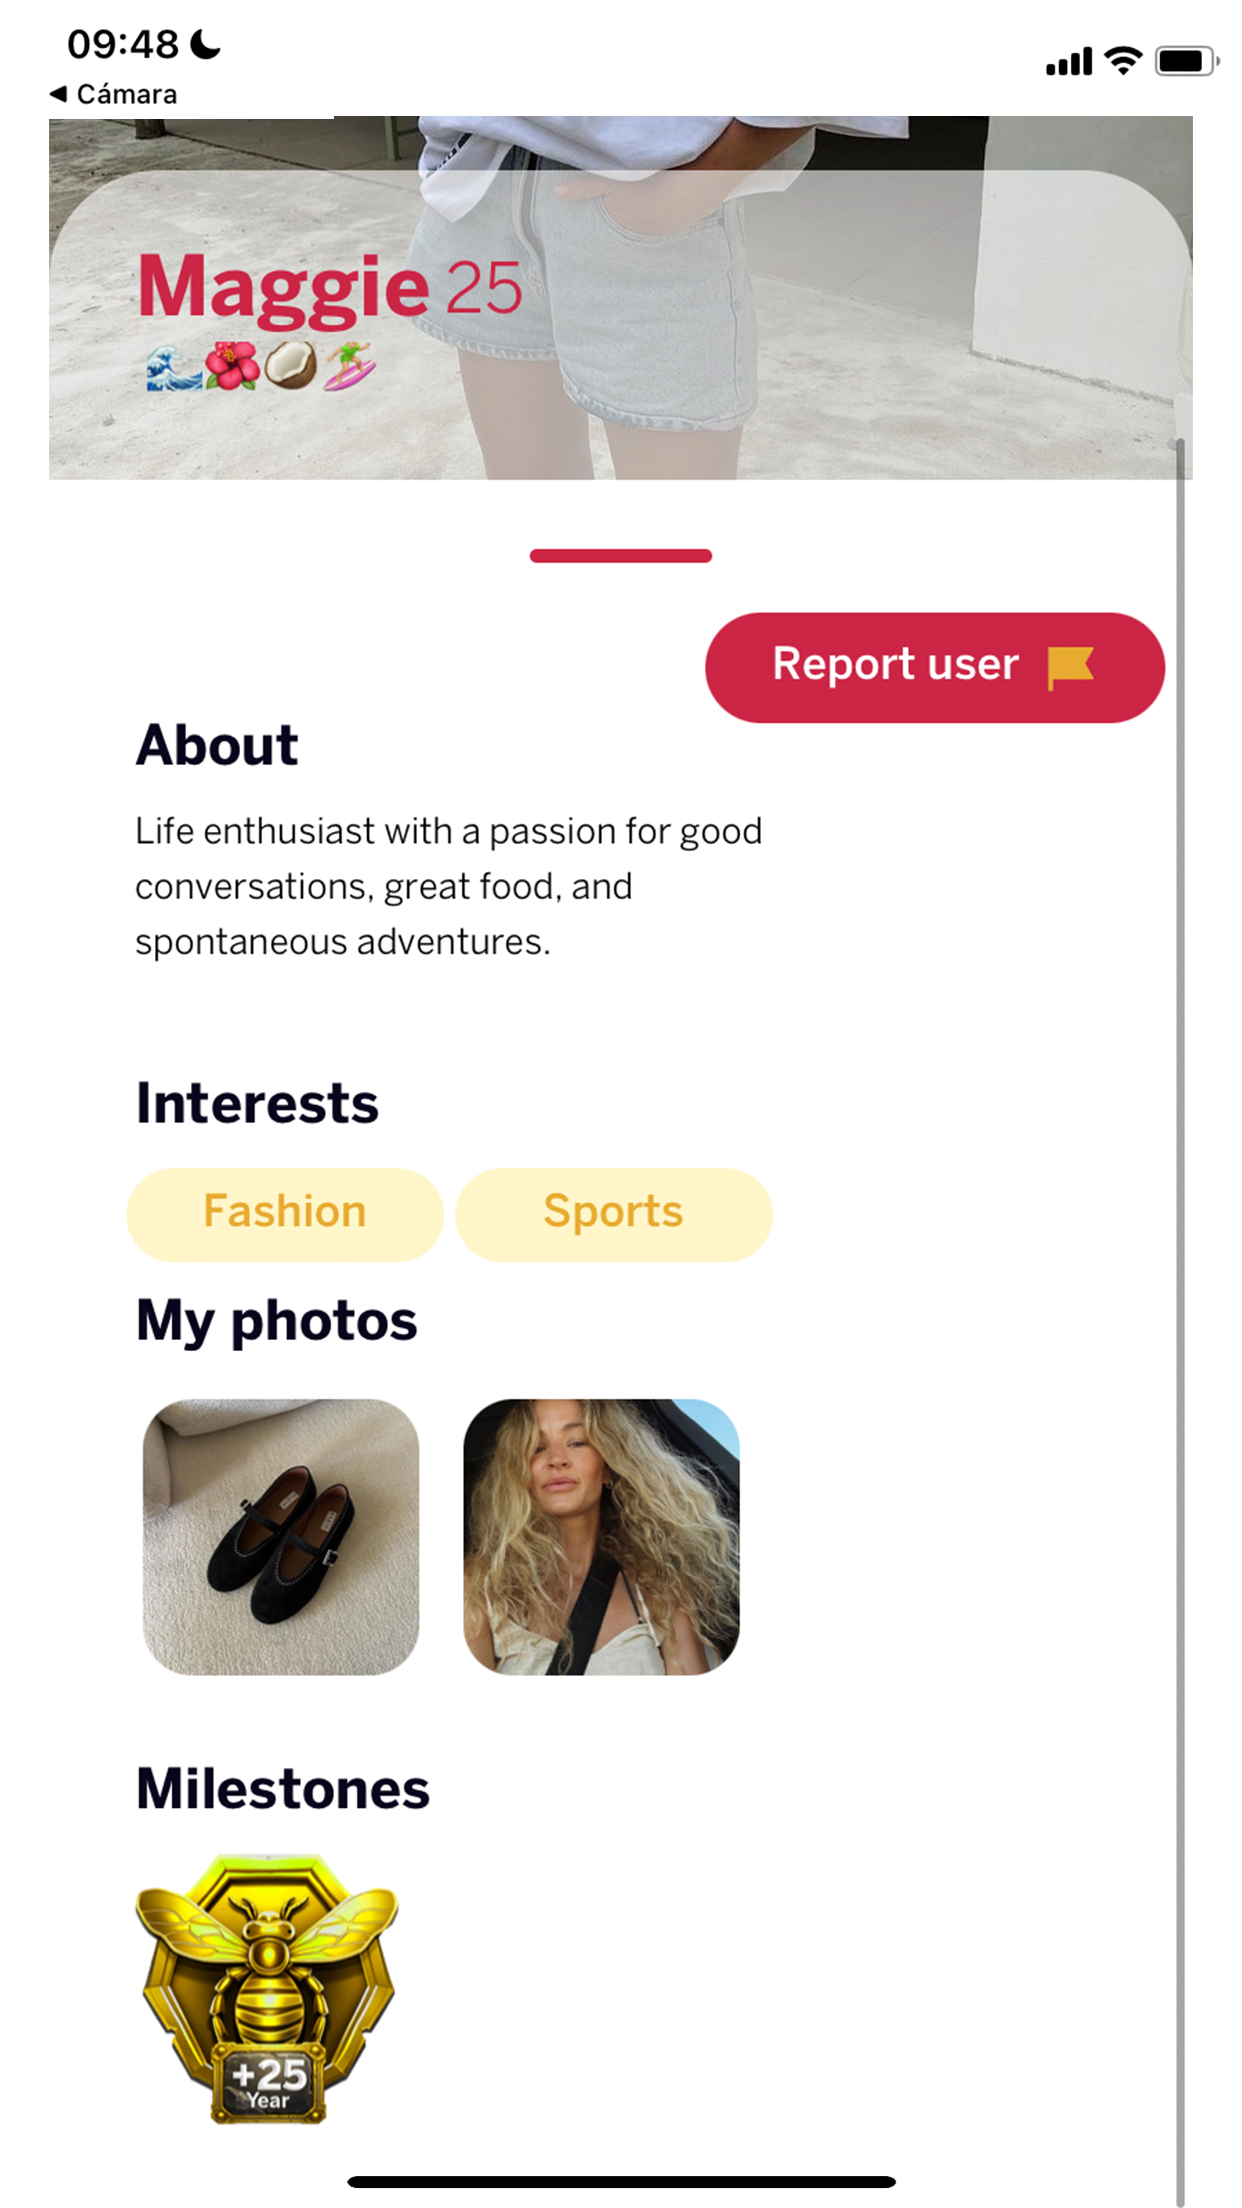 09:48
Cámara
Maggie 25
Report user
About
Life enthusiast with a passion for good
conversations, great food, and
spontaneous adventures.
Interests
Fashion Sports
My photos
Milestones
+25
Year